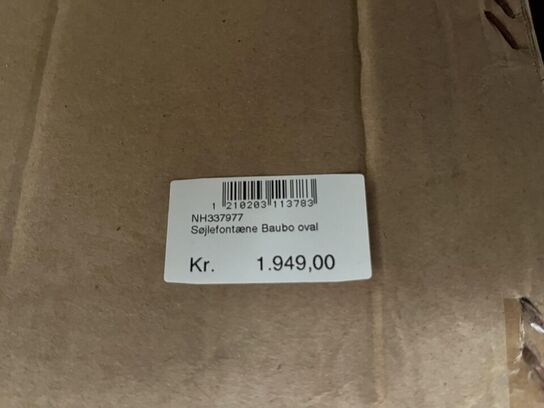 1 210203 113783
NH337977
Søjlefontæne Baubo oval
Kr. 1.949,00